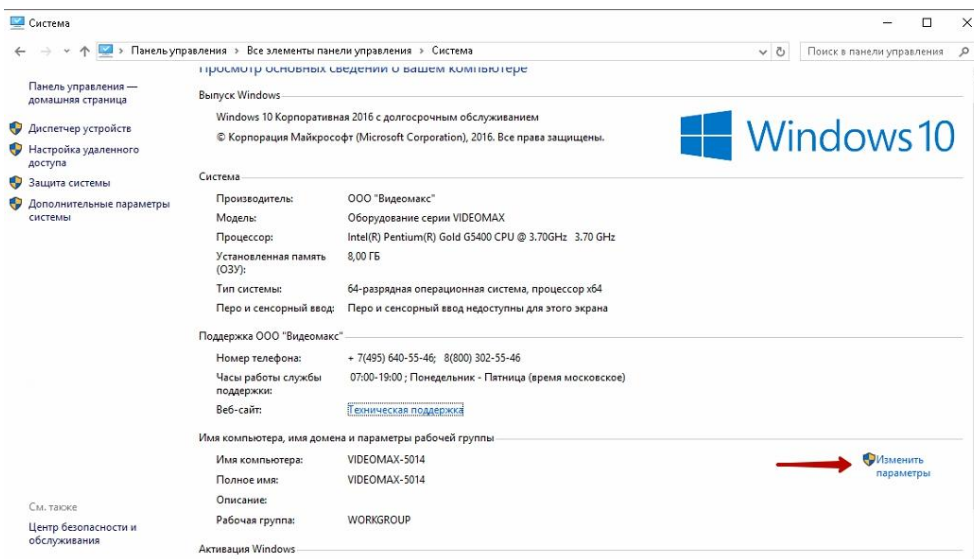 Система
Панель управления > Все элементы панели управления > Система
Поиск в панели управления
Просмотр основных сведений о вашем компьютере
Панель управления —
домашняя страница
Диспетчер устройств
Настройка удаленного
доступа
Защита системы
Дополнительные параметры
системы
Выпуск Windows
Windows 10 Корпоративная 2016 с долгосрочным обслуживанием
© Корпорация Майкрософт (Microsoft Corporation), 2016. Все права защищены.
Windows 10
Система
Производитель: ООО "Видеомакс"
Модель: Оборудование серии VIDEOMAX
Процессор: Intel(R) Pentium(R) Gold G5400 CPU @ 3.70GHz 3.70 GHz
Установленная память
(ОЗУ): 8,00 ГБ
Тип системы: 64-разрядная операционная система, процессор x64
Перо и сенсорный ввод: Перо и сенсорный ввод недоступны для этого экрана
Поддержка ООО "Видеомакс"
Номер телефона: + 7(495) 640-55-46; 8(800) 302-55-46
Часы работы службы
поддержки: 07:00-19:00 ; Понедельник - Пятница (время московское)
Веб-сайт: Техническая поддержка
Имя компьютера, имя домена и параметры рабочей группы
Имя компьютера: VIDEOMAX-5014
Полное имя: VIDEOMAX-5014
Описание:
Рабочая группа: WORKGROUP
Изменить
параметры
См. также
Центр безопасности и
обслуживания
Активация Windows